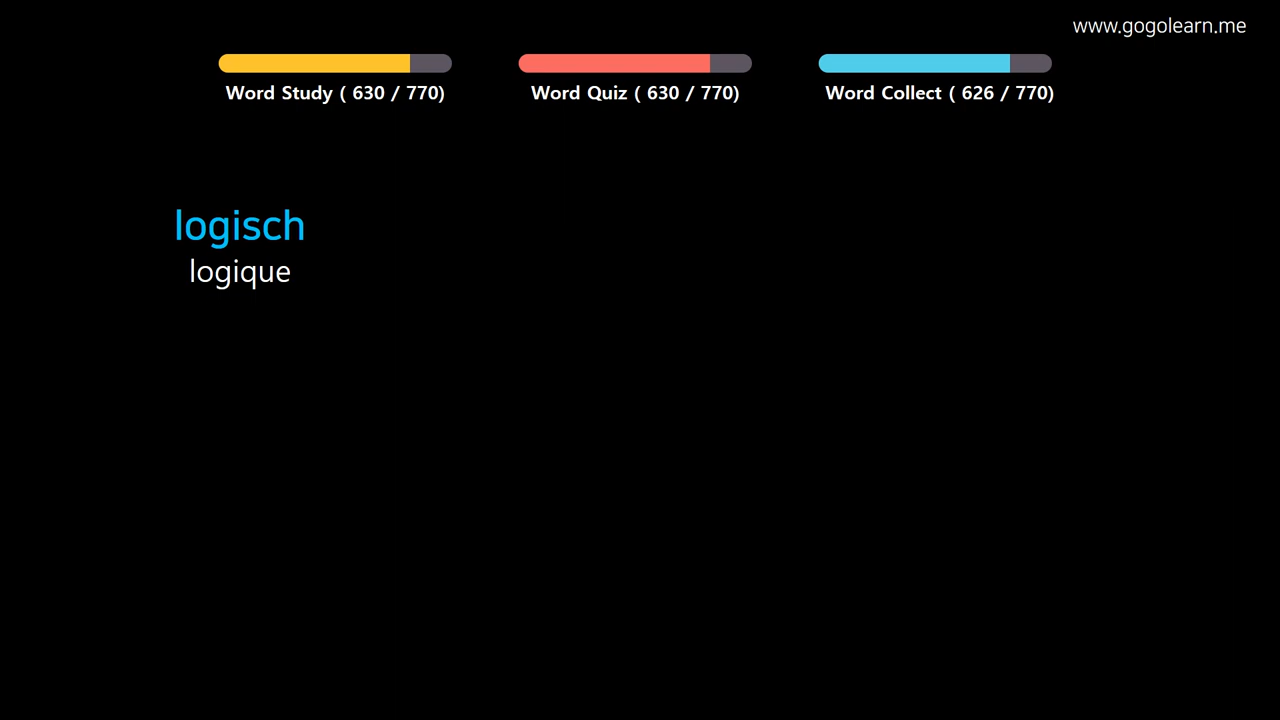 www.gogolearn.me
Word Study ( 630 / 770)
Word Quiz ( 630 / 770)
Word Collect ( 626 / 770)
logisch
logique